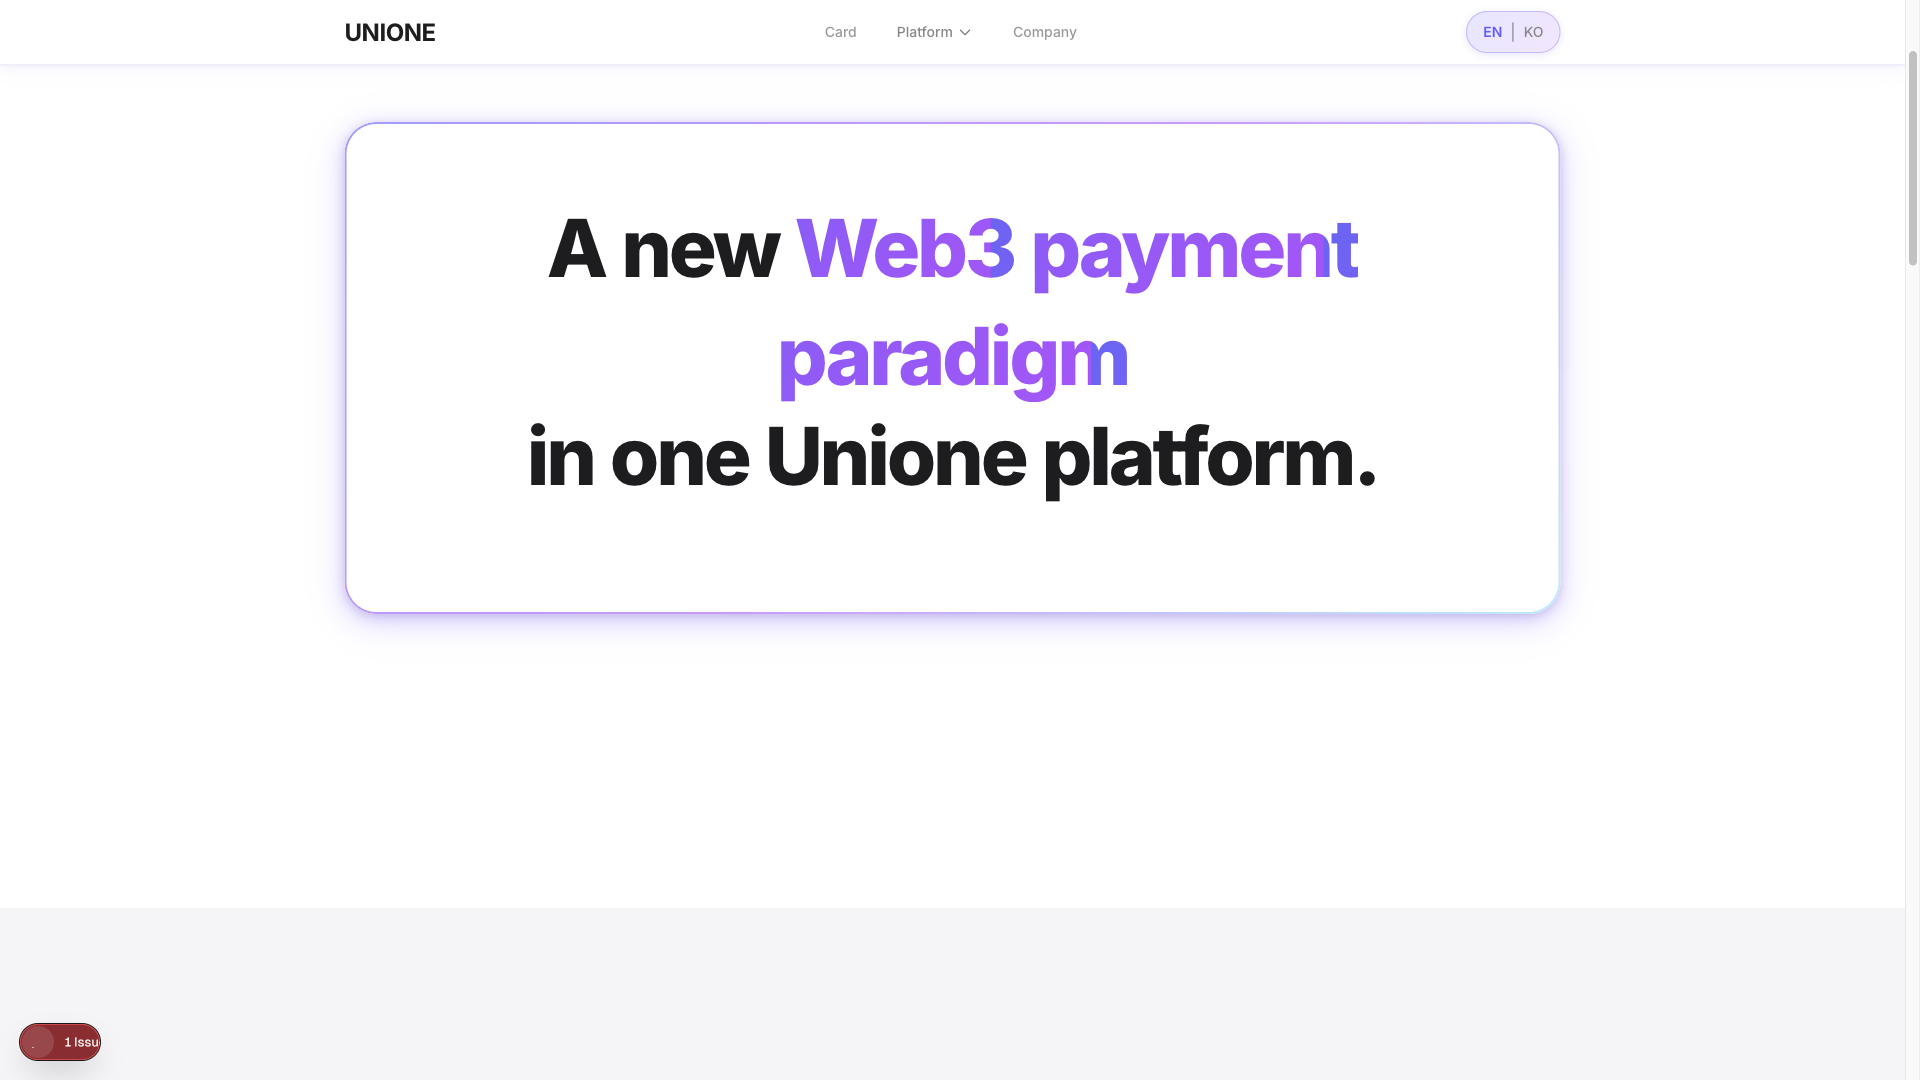 UNIONE
Card
Platform
Company
EN | KO
A new Web3 payment
paradigm
in one Unione platform.
1 Issu